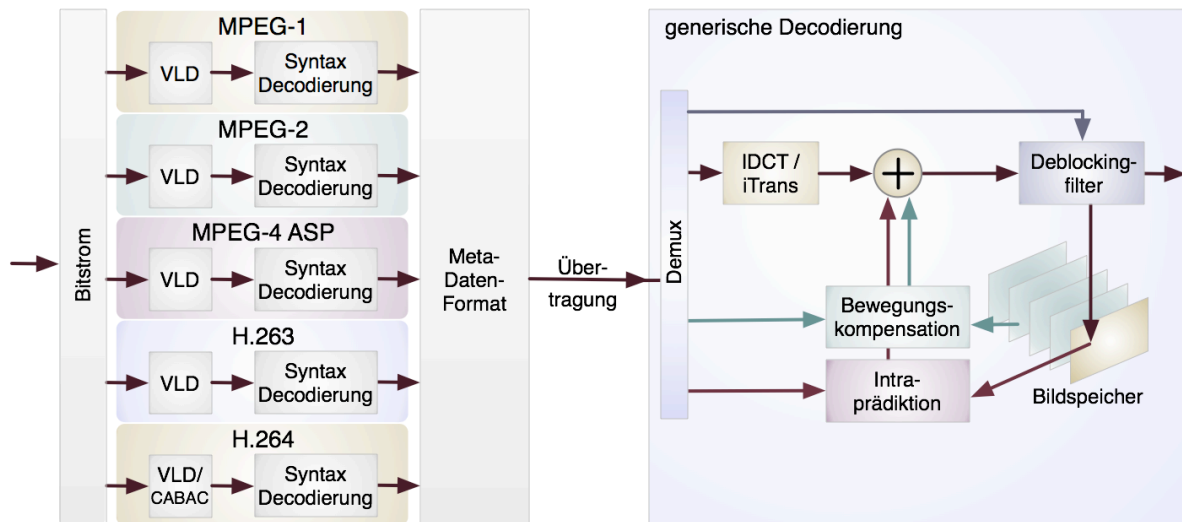 Bitstrom
MPEG-1
VLD
Syntax
Decodierung
MPEG-2
VLD
Syntax
Decodierung
MPEG-4 ASP
VLD
Syntax
Decodierung
H.263
VLD
Syntax
Decodierung
H.264
VLD/
CABAC
Syntax
Decodierung
Meta-
Daten-
Format
Über-
tragung
generische Decodierung
Demux
IDCT /
iTrans
+
Deblocking-
filter
Bewegungs-
kompensation
Intra-
prädiktion
Bildspeicher